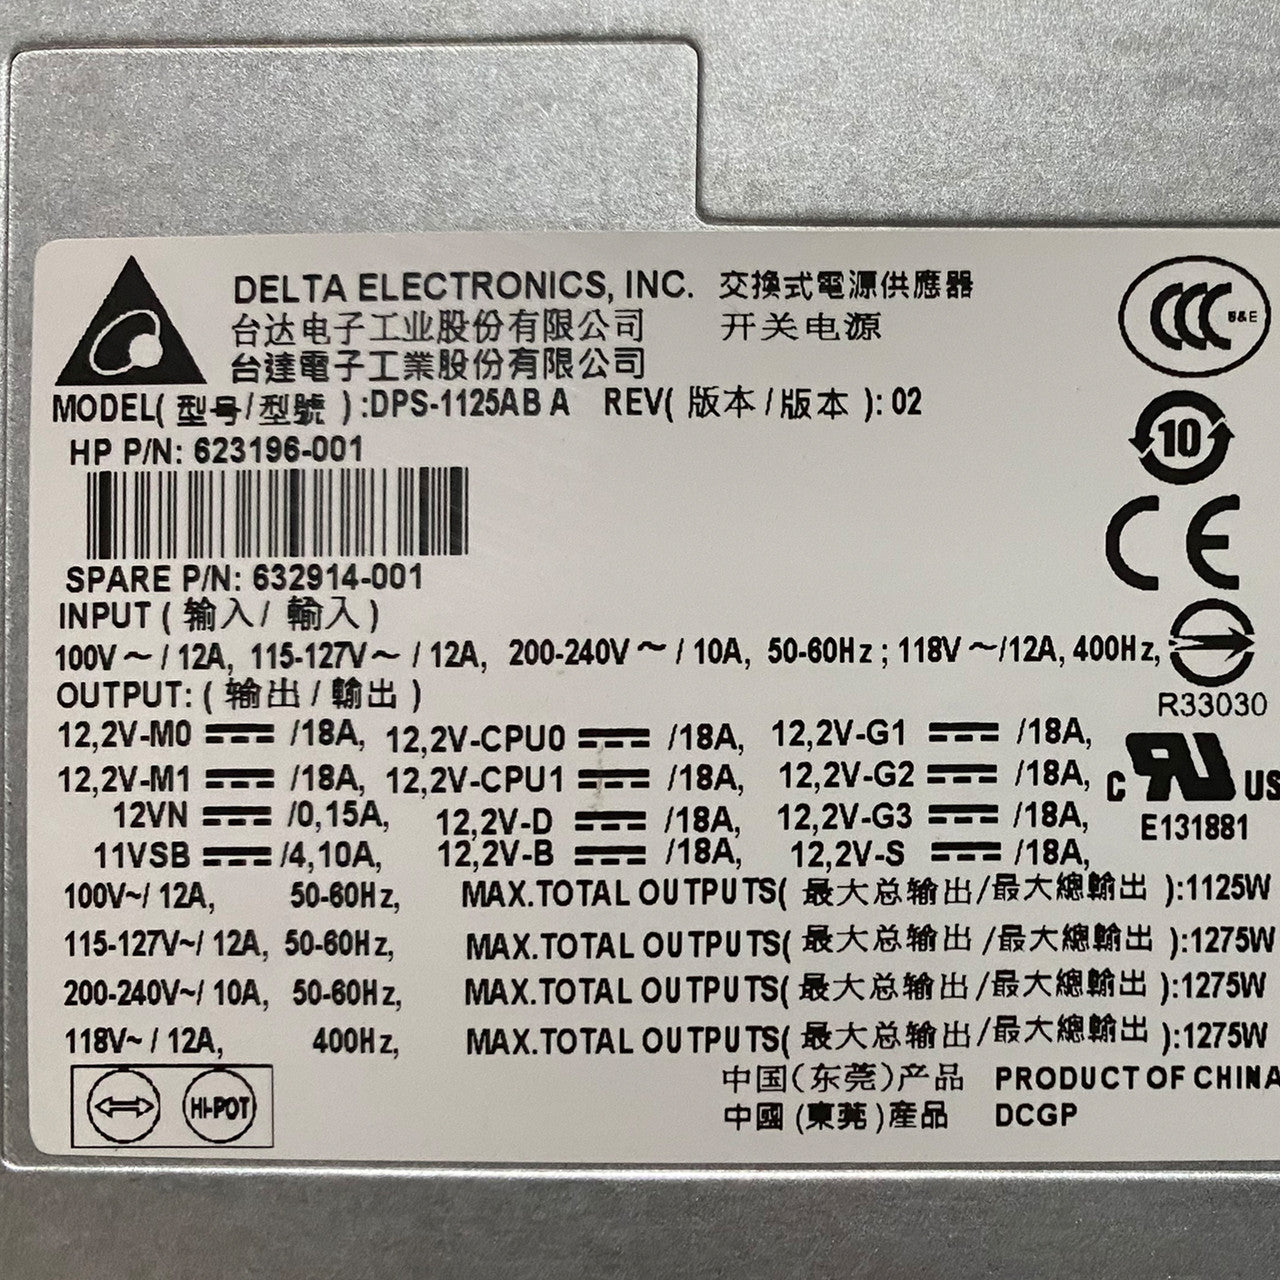 DELTA ELECTRONICS, INC. 交換式電源供應器
台达电子工业股份有限公司 开关电源
台達電子工業股份有限公司
MODEL( 型号/型號 ):DPS-1125AB A REV( 版本 / 版本 ): 02
HP P/N: 623196-001
SPARE P/N: 632914-001
INPUT ( 输入 / 輸入 )
100V ~ / 12A, 115-127V~ / 12A, 200-240V ~ / 10A, 50-60Hz ; 118V ~/12A, 400Hz,
OUTPUT: ( 输出 / 輸出 )
12,2V-M0 ⎓ /18A, 12,2V-CPU0 ⎓ /18A, 12,2V-G1 ⎓ /18A,
12,2V-M1 ⎓ /18A, 12,2V-CPU1 ⎓ /18A, 12,2V-G2 ⎓ /18A,
12VN ⎓ /0,15A, 12,2V-D ⎓ /18A, 12,2V-G3 ⎓ /18A,
11VSB ⎓ /4,10A, 12,2V-B ⎓ /18A, 12,2V-S ⎓ /18A,
100V~/ 12A, 50-60Hz, MAX.TOTAL OUTPUTS( 最大总输出/最大總輸出 ):1125W
115-127V~/ 12A, 50-60Hz, MAX.TOTAL OUTPUTS( 最大总输出 /最大總輸出 ):1275W
200-240V~/ 10A, 50-60Hz, MAX.TOTAL OUTPUTS( 最大总输出/最大總輸出 ):1275W
118V~ / 12A, 400Hz, MAX.TOTAL OUTPUTS( 最大总输出/最大總輸出 ):1275W
HI-POT
中国(东莞)产品 PRODUCT OF CHINA
中國 (東莞 )產品 DCGP
CCC S&E
10
CE
R33030
C RU US
E131881